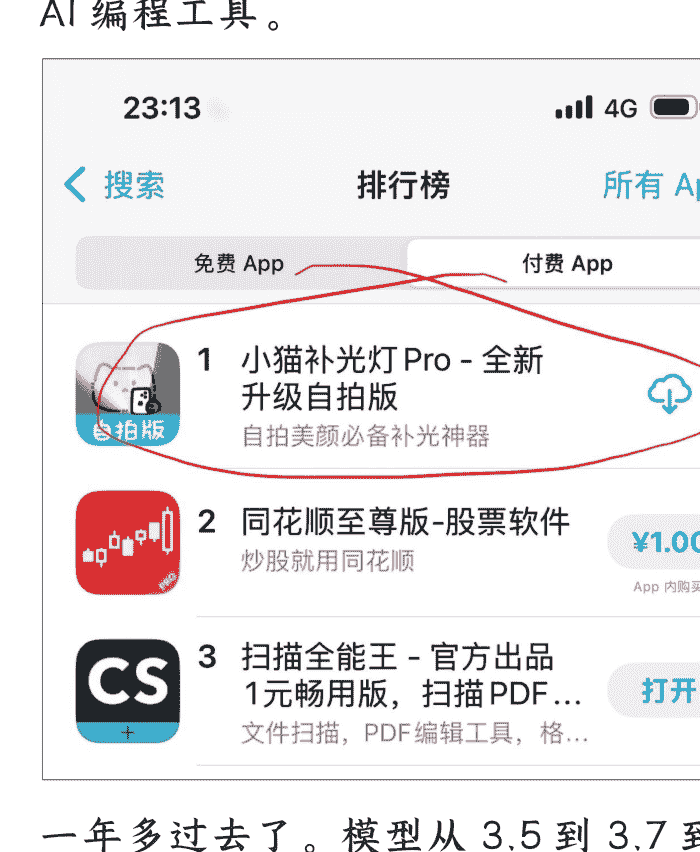 AI 编程工具。
23:13 4G
搜索 排行榜 所有 Ap
免费 App 付费 App
1 小猫补光灯Pro - 全新
升级自拍版
自拍美颜必备补光神器
自拍版
2 同花顺至尊版-股票软件
¥1.00
炒股就用同花顺
App 内购买
PRO
3 扫描全能王 - 官方出品
1元畅用版，扫描PDF...
打开
文件扫描，PDF编辑工具，格...
CS
+
一年多过去了。模型从 3.5 到 3.7 到